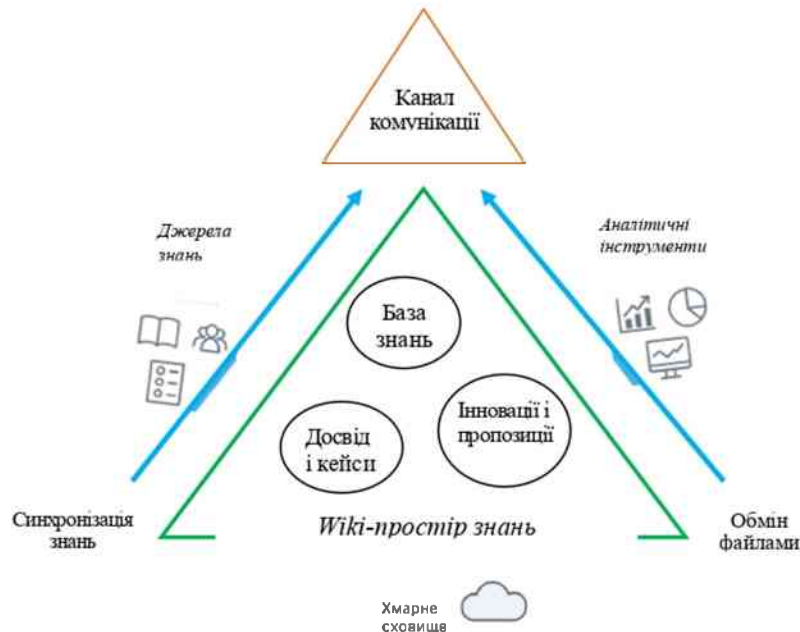 Канал
комунікації
Джерела
знань
Аналітичні
інструменти
База
знань
Досвід
і кейси
Інновації і
пропозиції
Синхронізація
знань
Wiki-простір знань
Обмін
файлами
Хмарне
сховище